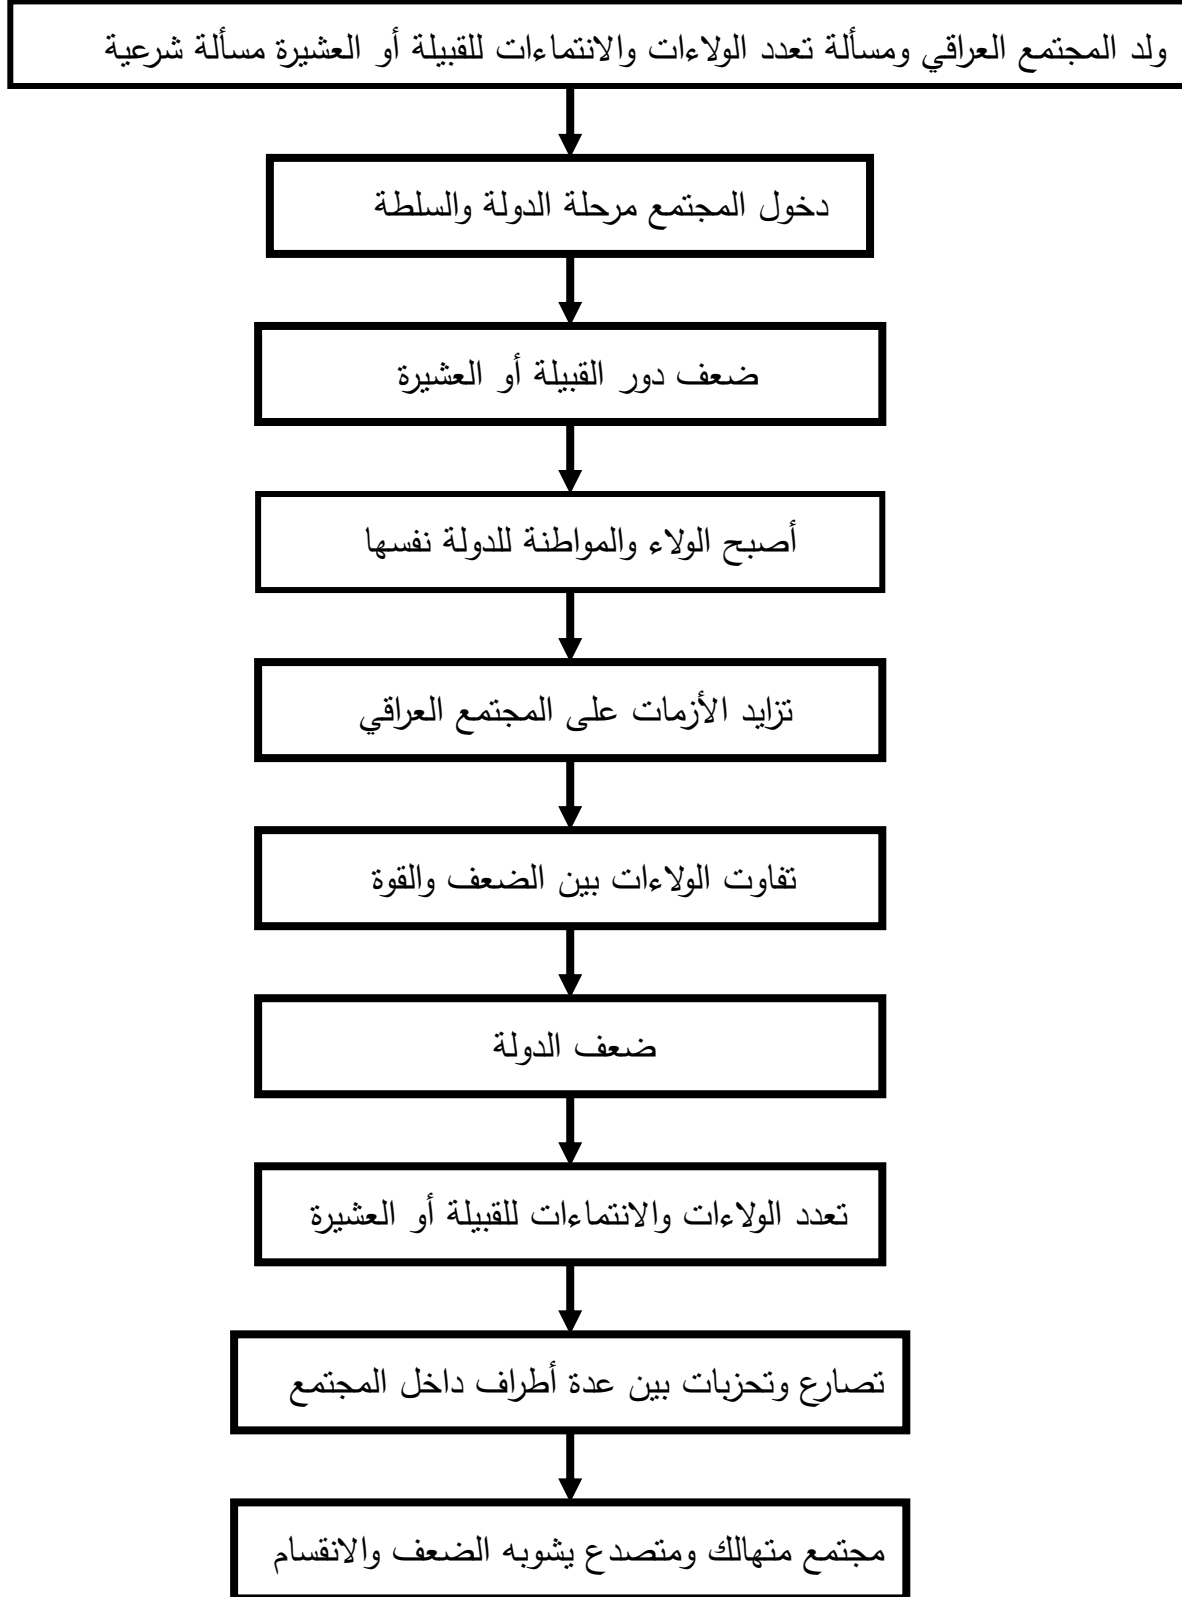 ولد المجتمع العراقي ومسألة تعدد الولاءات والانتماءات للقبيلة أو العشيرة مسألة شرعية
دخول المجتمع مرحلة الدولة والسلطة
ضعف دور القبيلة أو العشيرة
أصبح الولاء والمواطنة للدولة نفسها
تزايد الأزمات على المجتمع العراقي
تفاوت الولاءات بين الضعف والقوة
ضعف الدولة
تعدد الولاءات والانتماءات للقبيلة أو العشيرة
تصارع وتحزبات بين عدة أطراف داخل المجتمع
مجتمع متهالك ومتصدع يشوبه الضعف والانقسام